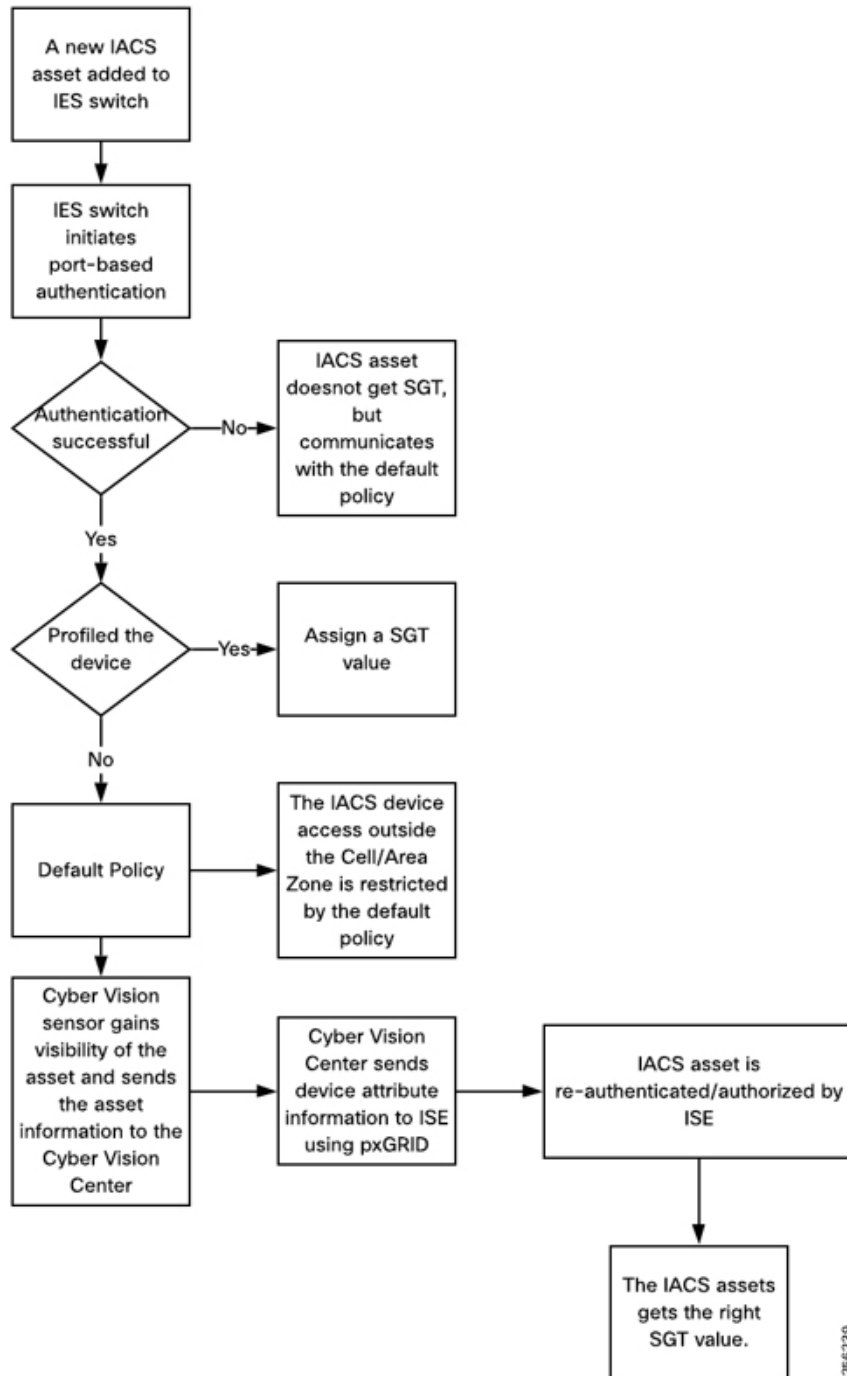 A new IACS
asset added to
IES switch
IES switch
initiates
port-based
authentication
Authentication
successful
No
IACS asset
doesnot get SGT,
but
communicates
with the default
policy
Yes
Profiled the
device
Yes
Assign a SGT
value
No
Default Policy
The IACS device
access outside
the Cell/Area
Zone is restricted
by the default
policy
Cyber Vision
sensor gains
visibility of the
asset and sends
the asset
information to the
Cyber Vision
Center
Cyber Vision
Center sends
device attribute
information to ISE
using pxGRID
IACS asset is
re-authenticated/authorized by
ISE
The IACS assets
gets the right
SGT value.